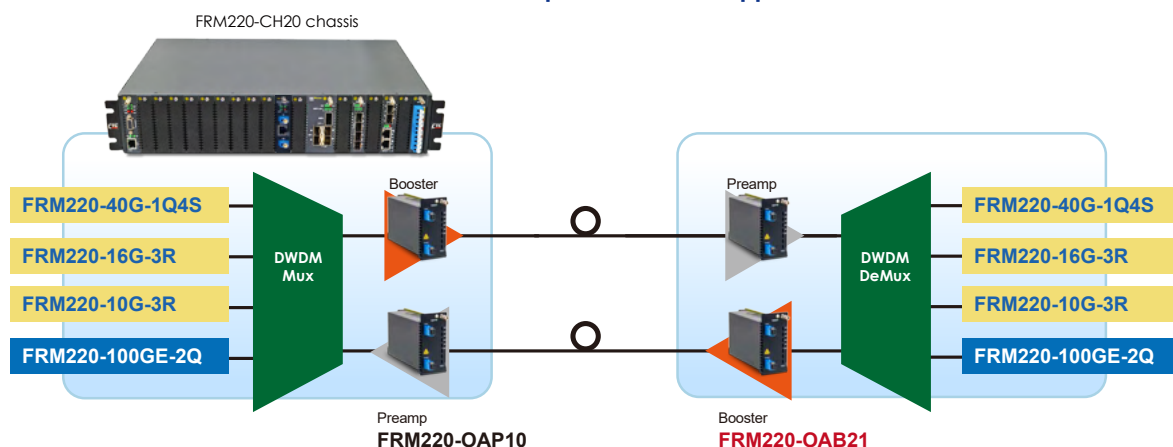 FRM220-CH20 chassis
Booster
Preamp
FRM220-40G-1Q4S
FRM220-16G-3R
FRM220-10G-3R
FRM220-100GE-2Q
DWDM
Mux
DWDM
DeMux
FRM220-40G-1Q4S
FRM220-16G-3R
FRM220-10G-3R
FRM220-100GE-2Q
Preamp
FRM220-OAP10
Booster
FRM220-OAB21